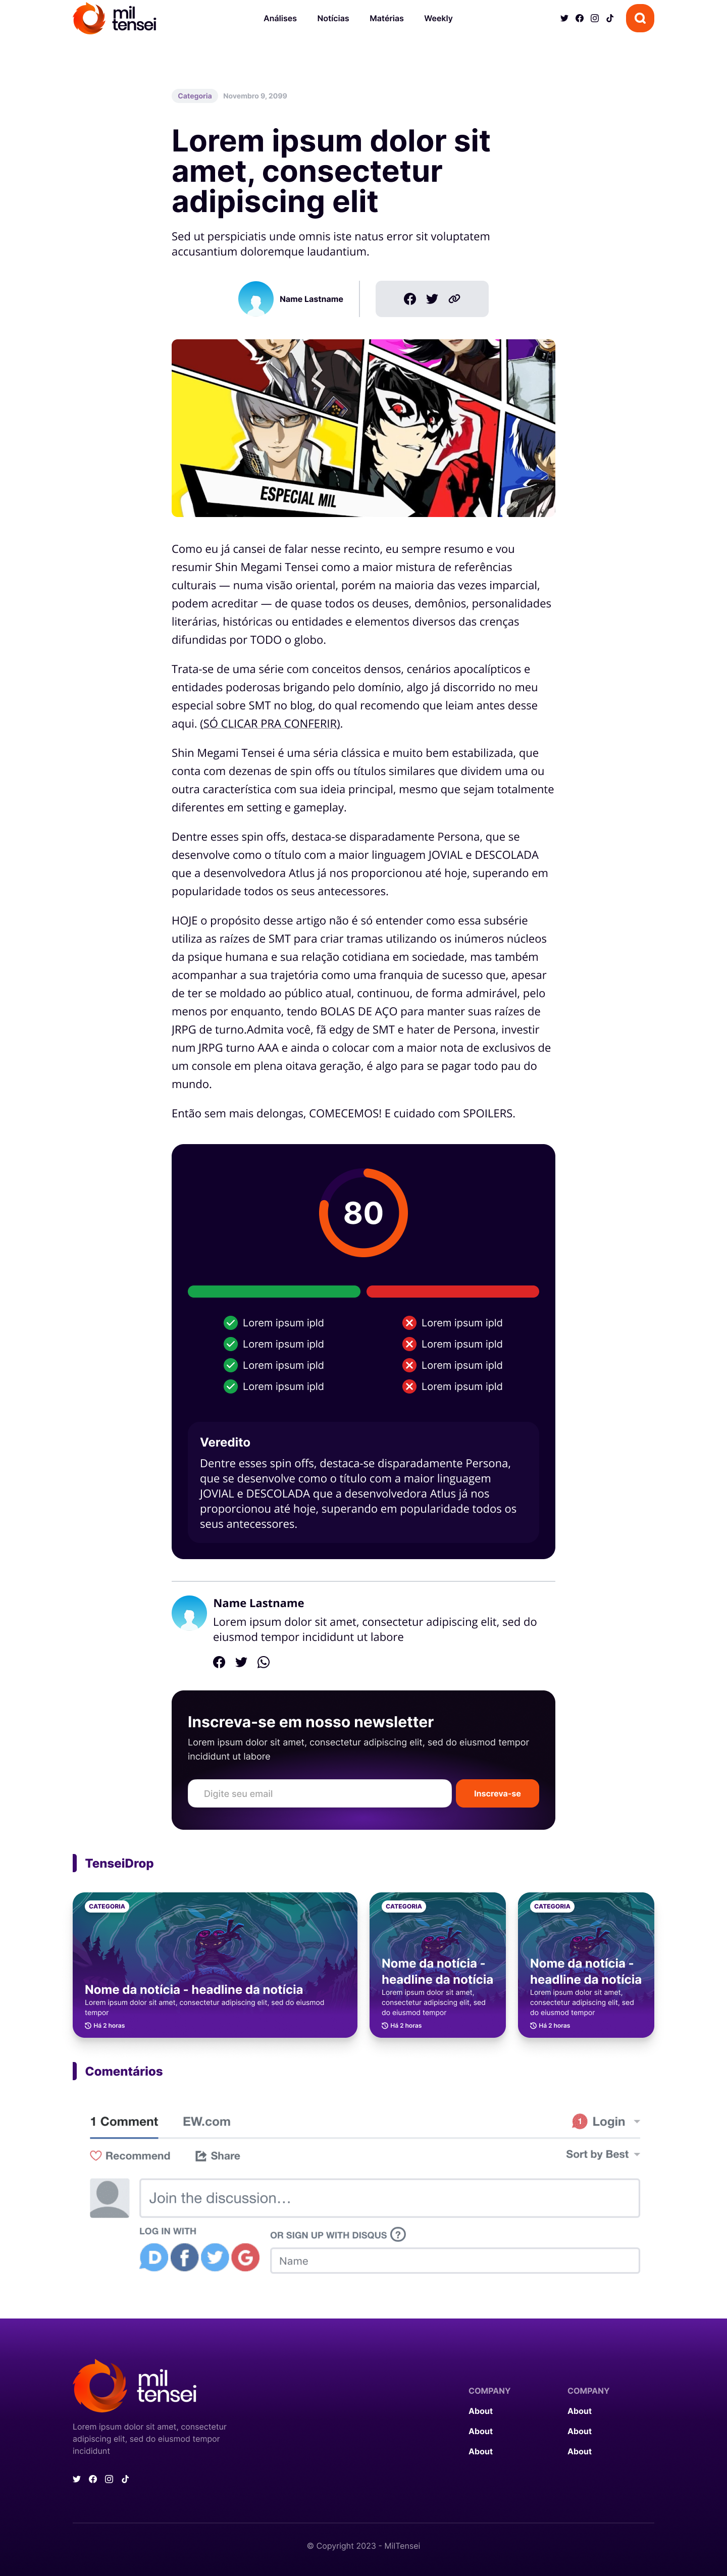 mil
tensei
Análises Notícias Matérias Weekly
Categoria Novembro 9, 2099
Lorem ipsum dolor sit
amet, consectetur
adipiscing elit
Sed ut perspiciatis unde omnis iste natus error sit voluptatem
accusantium doloremque laudantium.
Name Lastname
ESPECIAL MIL
Como eu já cansei de falar nesse recinto, eu sempre resumo e vou
resumir Shin Megami Tensei como a maior mistura de referências
culturais — numa visão oriental, porém na maioria das vezes imparcial,
podem acreditar — de quase todos os deuses, demônios, personalidades
literárias, históricas ou entidades e elementos diversos das crenças
difundidas por TODO o globo.
Trata-se de uma série com conceitos densos, cenários apocalípticos e
entidades poderosas brigando pelo domínio, algo já discorrido no meu
especial sobre SMT no blog, do qual recomendo que leiam antes desse
aqui. (SÓ CLICAR PRA CONFERIR).
Shin Megami Tensei é uma séria clássica e muito bem estabilizada, que
conta com dezenas de spin offs ou títulos similares que dividem uma ou
outra característica com sua ideia principal, mesmo que sejam totalmente
diferentes em setting e gameplay.
Dentre esses spin offs, destaca-se disparadamente Persona, que se
desenvolve como o título com a maior linguagem JOVIAL e DESCOLADA
que a desenvolvedora Atlus já nos proporcionou até hoje, superando em
popularidade todos os seus antecessores.
HOJE o propósito desse artigo não é só entender como essa subsérie
utiliza as raízes de SMT para criar tramas utilizando os inúmeros núcleos
da psique humana e sua relação cotidiana em sociedade, mas também
acompanhar a sua trajetória como uma franquia de sucesso que, apesar
de ter se moldado ao público atual, continuou, de forma admirável, pelo
menos por enquanto, tendo BOLAS DE AÇO para manter suas raízes de
JRPG de turno.Admita você, fã edgy de SMT e hater de Persona, investir
num JRPG turno AAA e ainda o colocar com a maior nota de exclusivos de
um console em plena oitava geração, é algo para se pagar todo pau do
mundo.
Então sem mais delongas, COMECEMOS! E cuidado com SPOILERS.
80
Lorem ipsum ipld Lorem ipsum ipld
Lorem ipsum ipld Lorem ipsum ipld
Lorem ipsum ipld Lorem ipsum ipld
Lorem ipsum ipld Lorem ipsum ipld
Veredito
Dentre esses spin offs, destaca-se disparadamente Persona,
que se desenvolve como o título com a maior linguagem
JOVIAL e DESCOLADA que a desenvolvedora Atlus já nos
proporcionou até hoje, superando em popularidade todos os
seus antecessores.
Name Lastname
Lorem ipsum dolor sit amet, consectetur adipiscing elit, sed do
eiusmod tempor incididunt ut labore
Inscreva-se em nosso newsletter
Lorem ipsum dolor sit amet, consectetur adipiscing elit, sed do eiusmod tempor
incididunt ut labore
Digite seu email Inscreva-se
TenseiDrop
CATEGORIA
Nome da notícia - headline da notícia
Lorem ipsum dolor sit amet, consectetur adipiscing elit, sed do eiusmod
tempor
Há 2 horas
CATEGORIA
Nome da notícia -
headline da notícia
Lorem ipsum dolor sit amet,
consectetur adipiscing elit, sed
do eiusmod tempor
Há 2 horas
CATEGORIA
Nome da notícia -
headline da notícia
Lorem ipsum dolor sit amet,
consectetur adipiscing elit, sed
do eiusmod tempor
Há 2 horas
Comentários
1 Comment EW.com 1 Login
Recommend Share Sort by Best
Join the discussion...
LOG IN WITH
OR SIGN UP WITH DISQUS ?
Name
mil
tensei
Lorem ipsum dolor sit amet, consectetur
adipiscing elit, sed do eiusmod tempor
incididunt
COMPANY COMPANY
About About
About About
About About
© Copyright 2023 - MilTensei